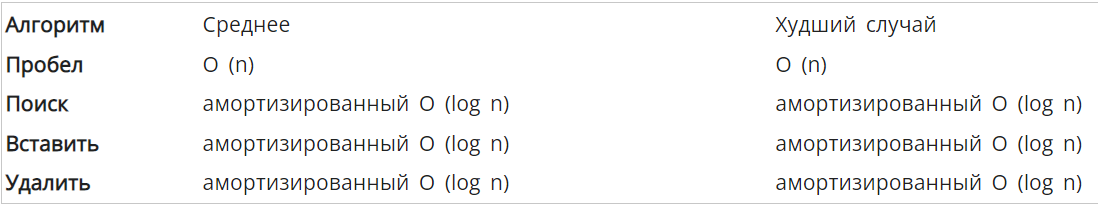 Алгоритм Среднее Худший случай
Пробел O (n) O (n)
Поиск амортизированный O (log n) амортизированный O (log n)
Вставить амортизированный O (log n) амортизированный O (log n)
Удалить амортизированный O (log n) амортизированный O (log n)